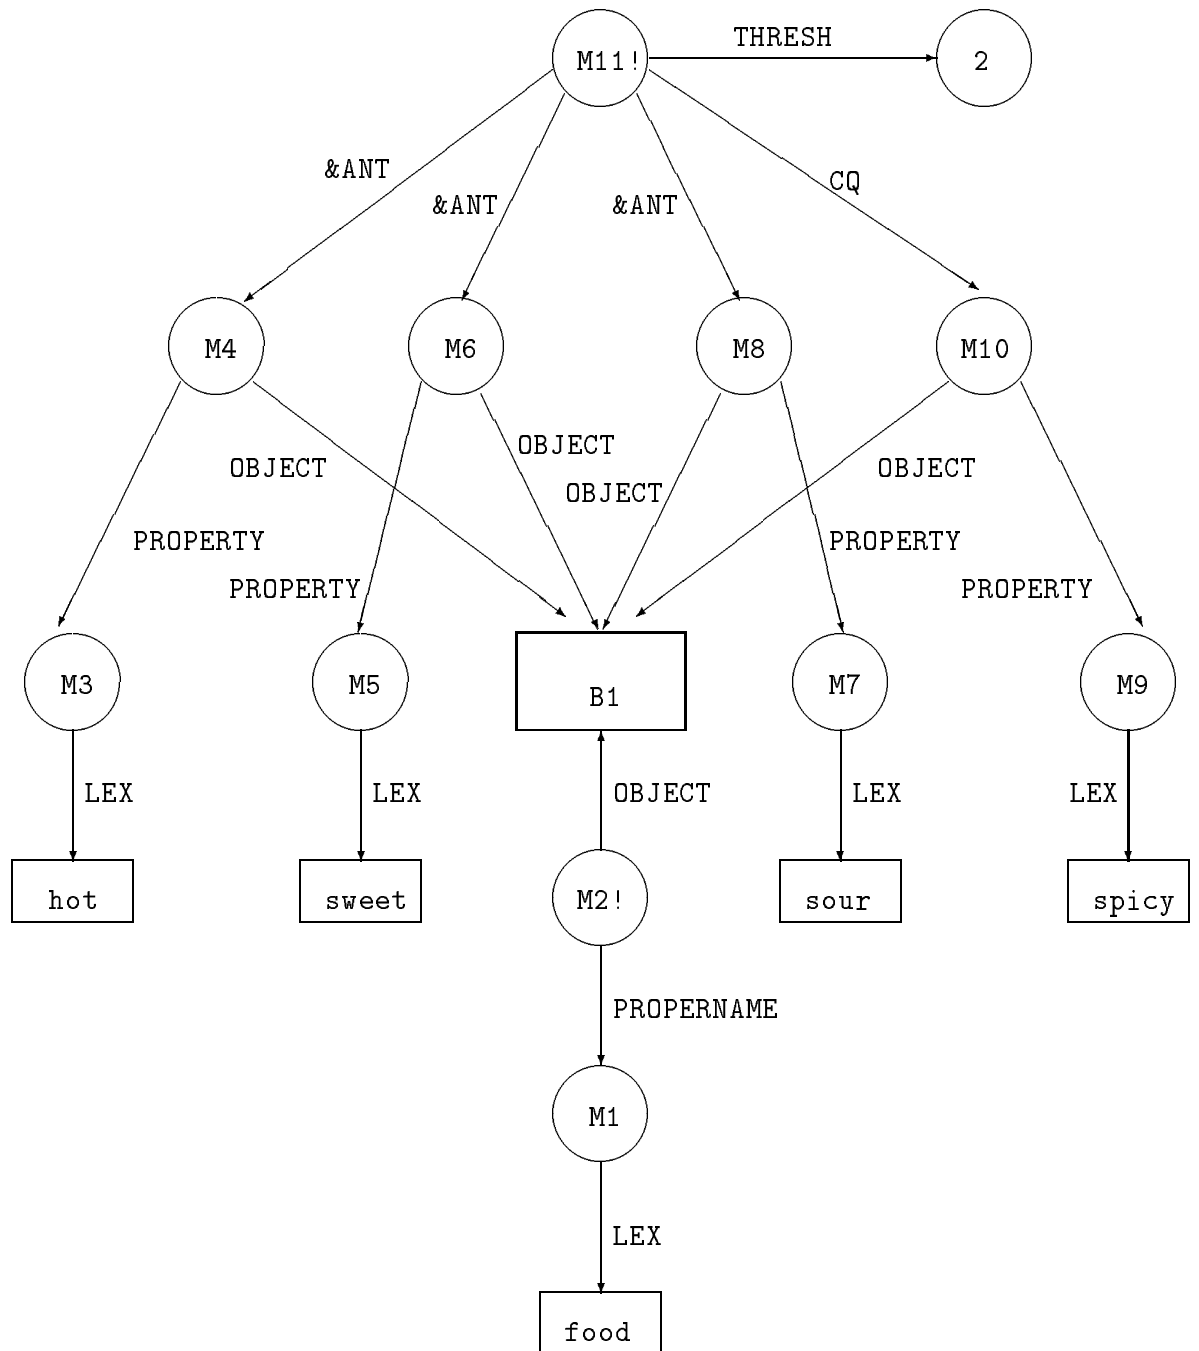 THRESH
M11!
2
&ANT
CQ
&ANT
&ANT
M4
M6
M8
M10
OBJECT
OBJECT
OBJECT
OBJECT
PROPERTY
PROPERTY
PROPERTY
PROPERTY
M3
M5
B1
M7
M9
LEX
LEX
OBJECT
LEX
LEX
hot
sweet
M2!
sour
spicy
PROPERNAME
M1
LEX
food